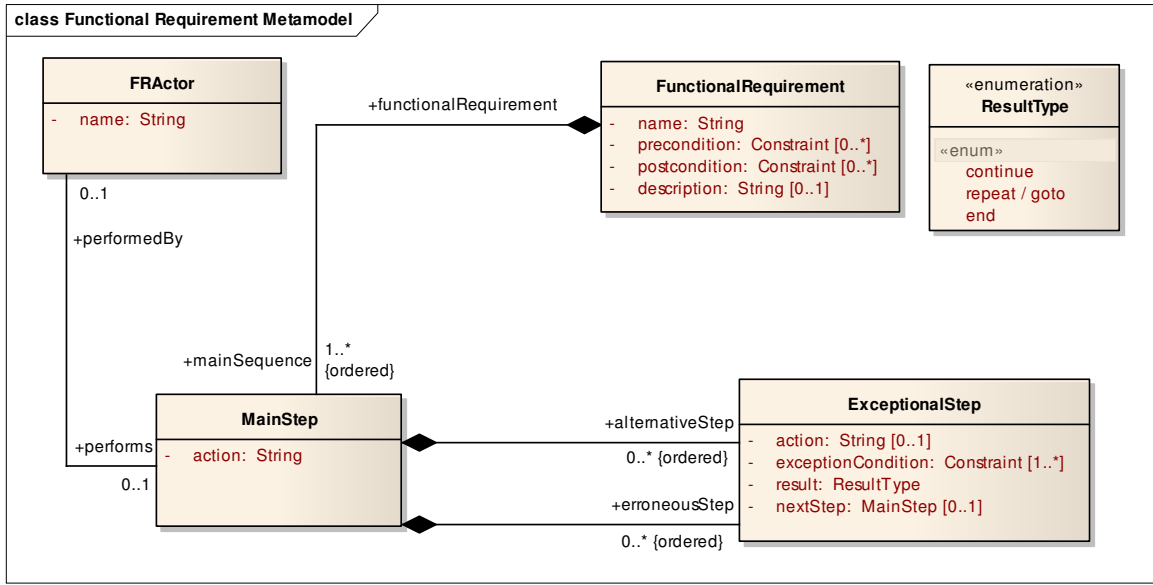 class Functional Requirement Metamodel
FRActor
- name: String
+functionalRequirement
FunctionalRequirement
- name: String
- precondition: Constraint [0..*]
- postcondition: Constraint [0..*]
- description: String [0..1]
«enumeration»
ResultType
«enum»
continue
repeat / goto
end
0..1
+performedBy
+mainSequence
1..*
{ordered}
+performs
0..1
MainStep
- action: String
+alternativeStep
0..* {ordered}
+erroneousStep
0..* {ordered}
ExceptionalStep
- action: String [0..1]
- exceptionCondition: Constraint [1..*]
- result: ResultType
- nextStep: MainStep [0..1]